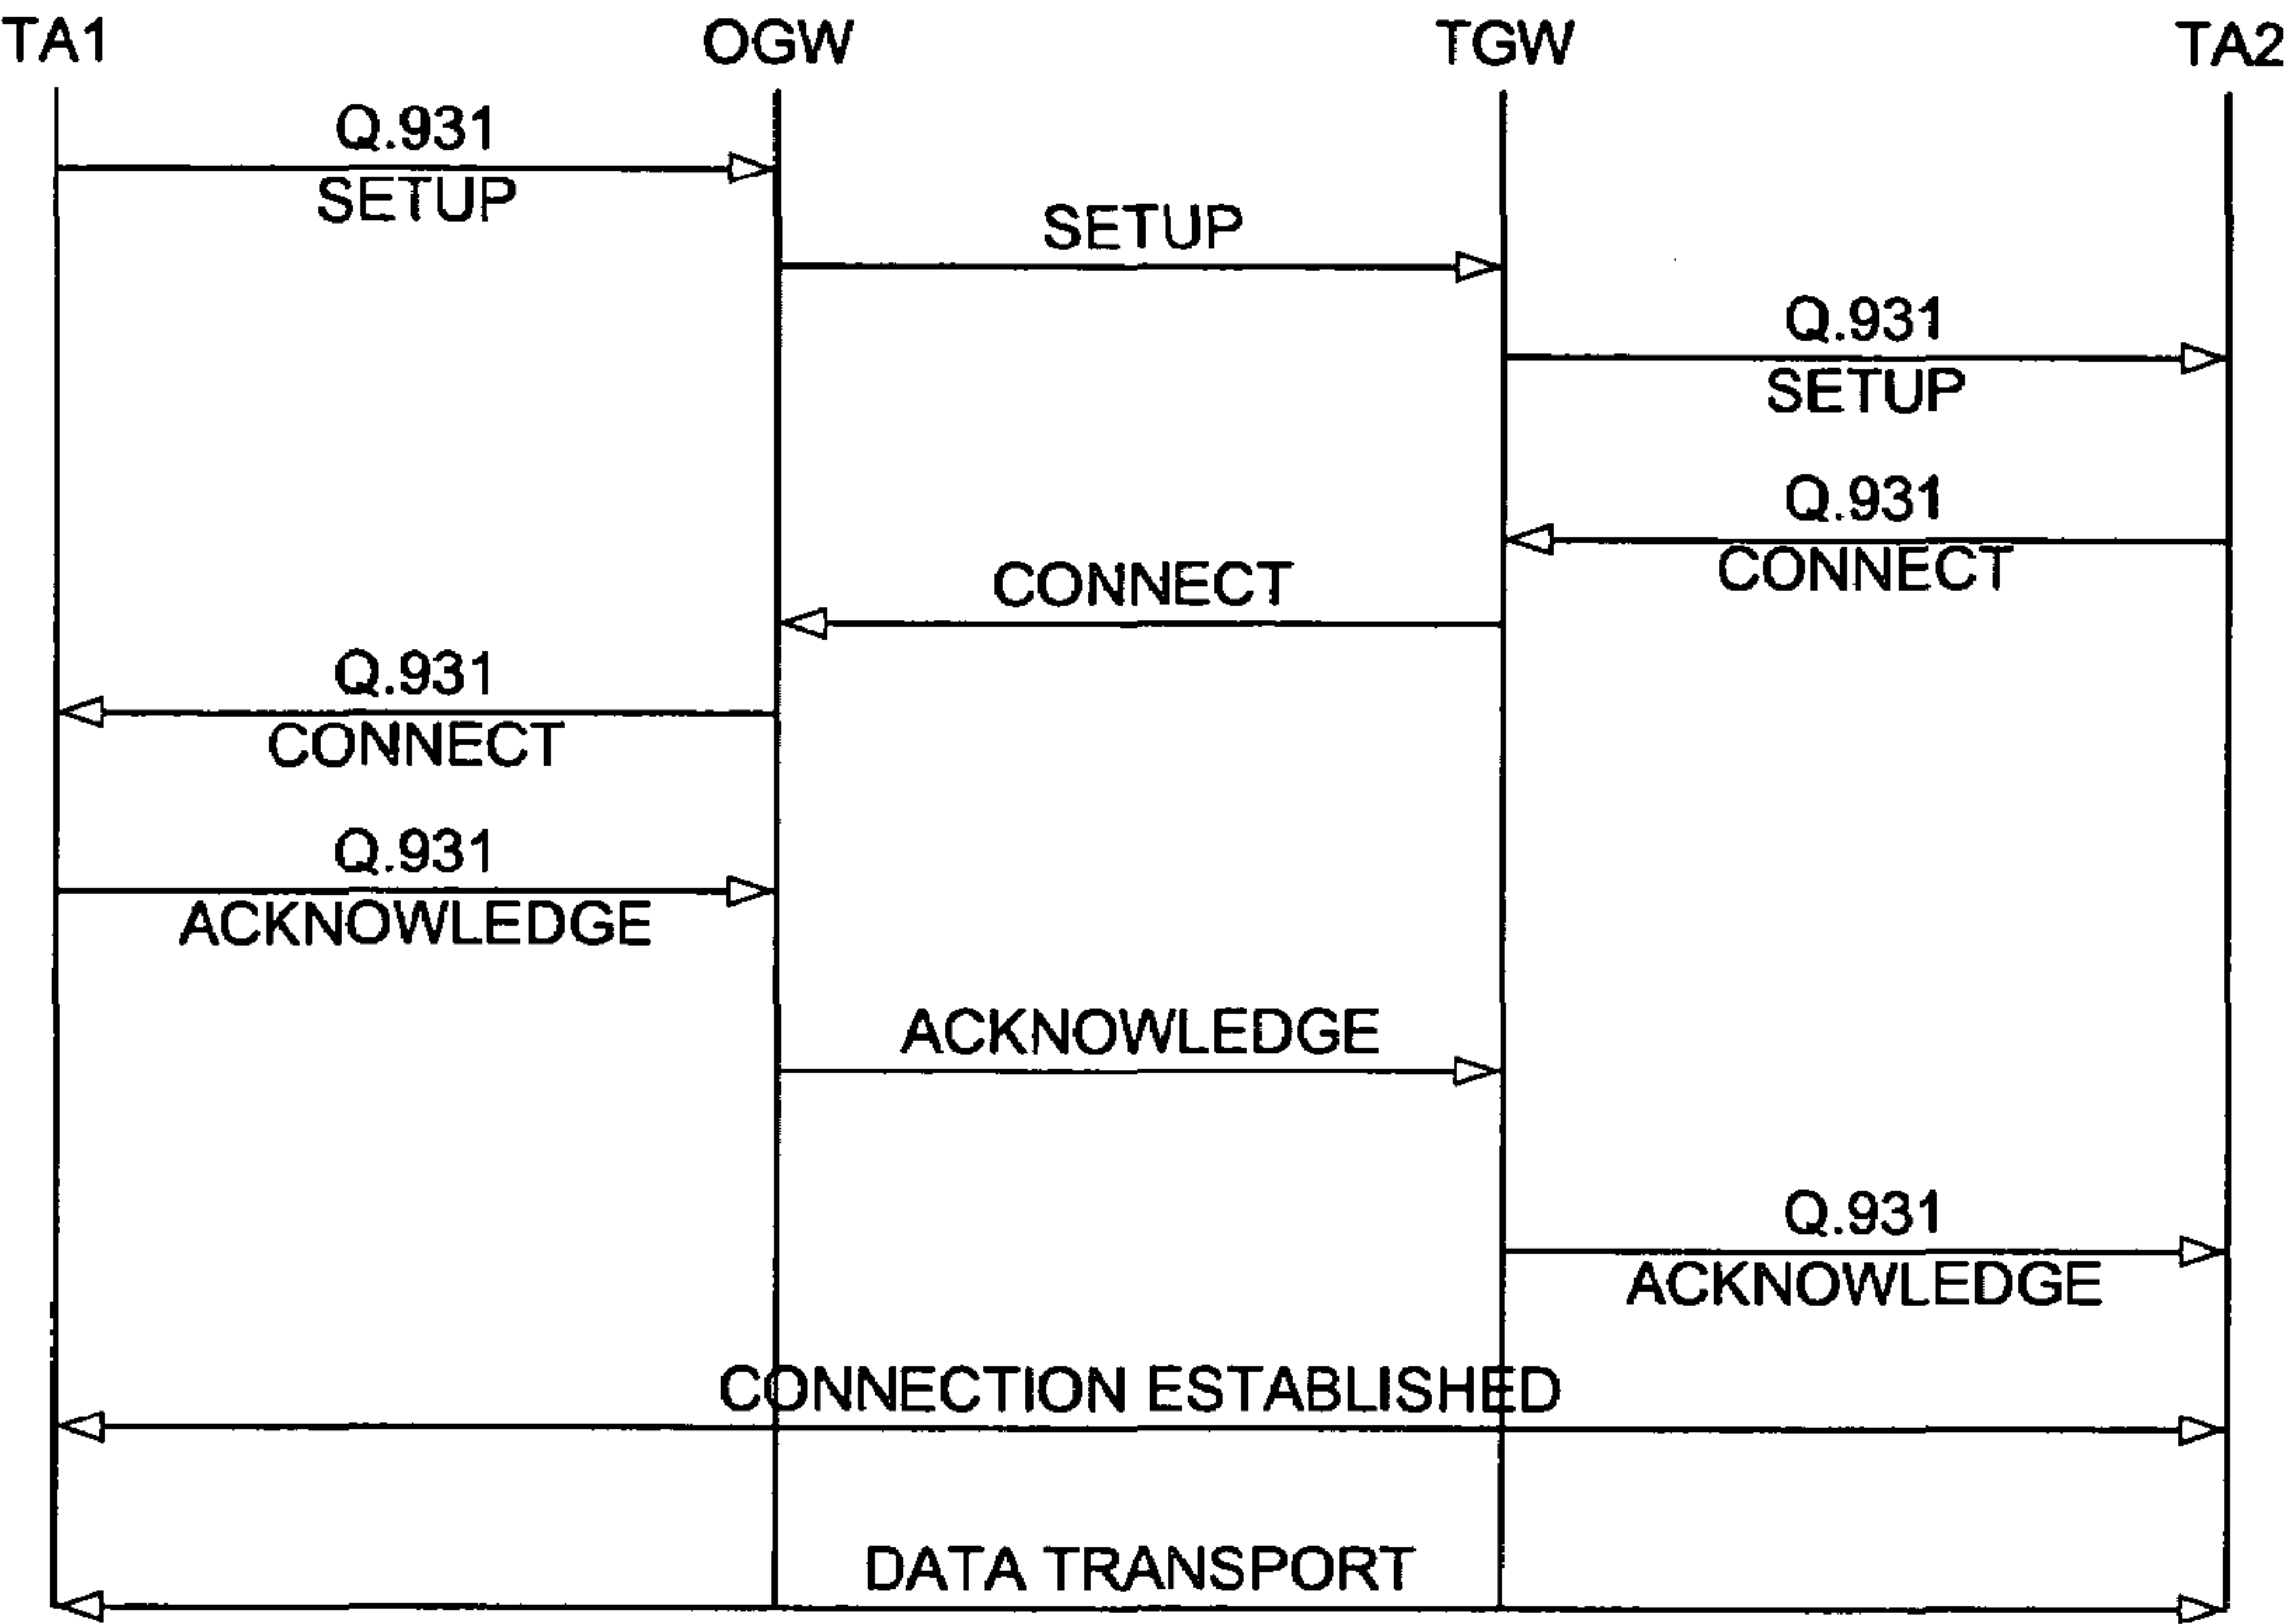 TA1 OGW TGW TA2
Q.931
SETUP
SETUP
Q.931
SETUP
Q.931
CONNECT
CONNECT
Q.931
CONNECT
Q.931
ACKNOWLEDGE
ACKNOWLEDGE
Q.931
ACKNOWLEDGE
CONNECTION ESTABLISHED
DATA TRANSPORT